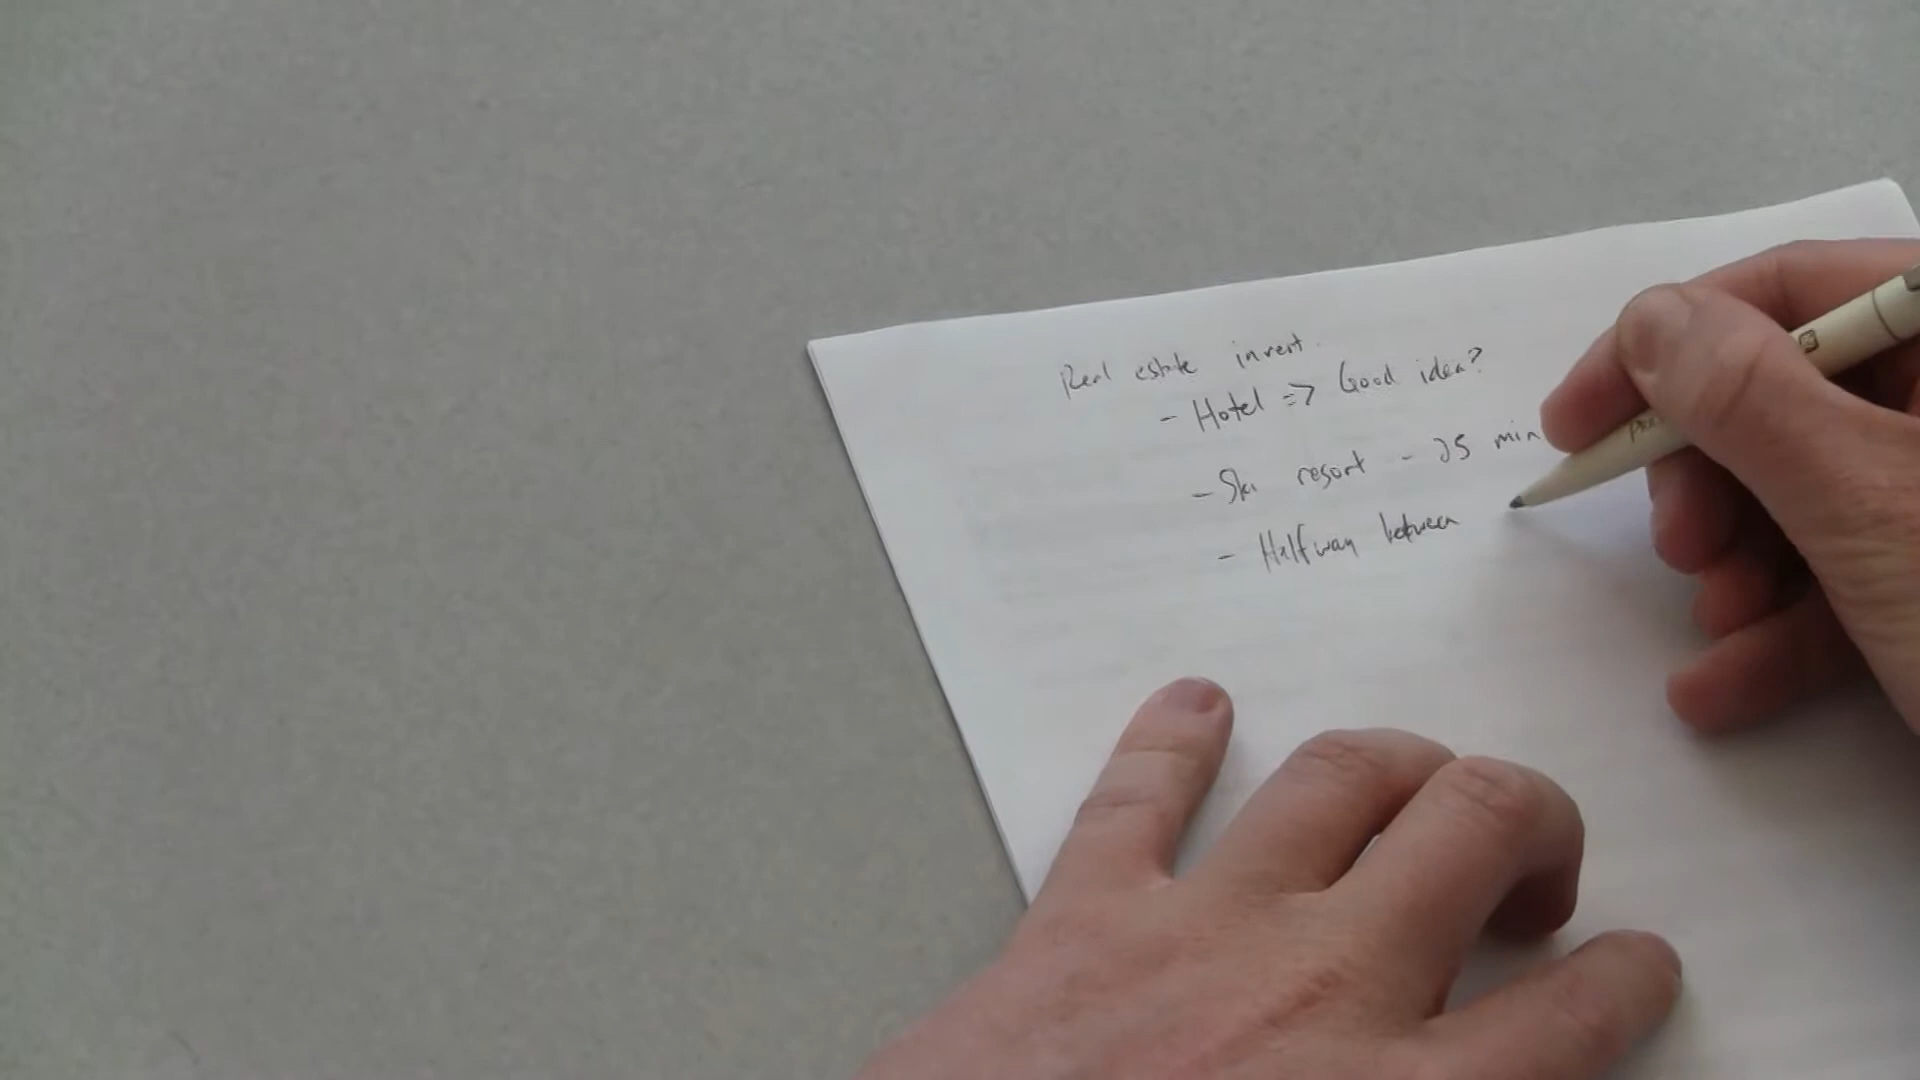 Real estate invest.
- Hotel => Good idea?
- Ski resort - 25 min
- Halfway between